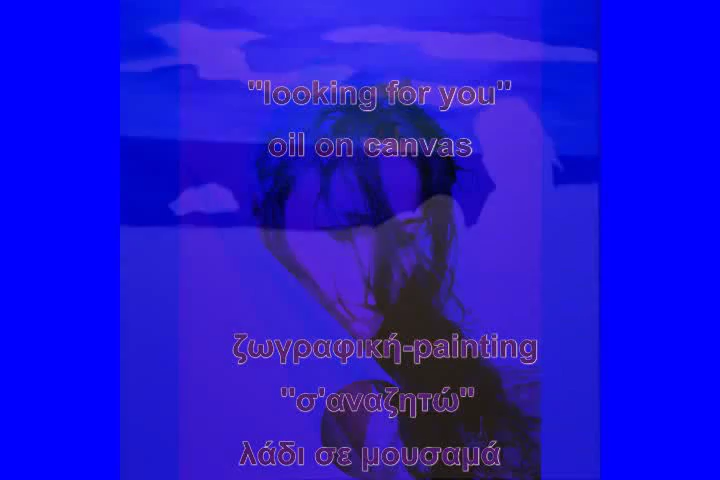 "looking for you"
oil on canvas
ζωγραφική-painting
"σ'αναζητώ"
λάδι σε μουσαμά